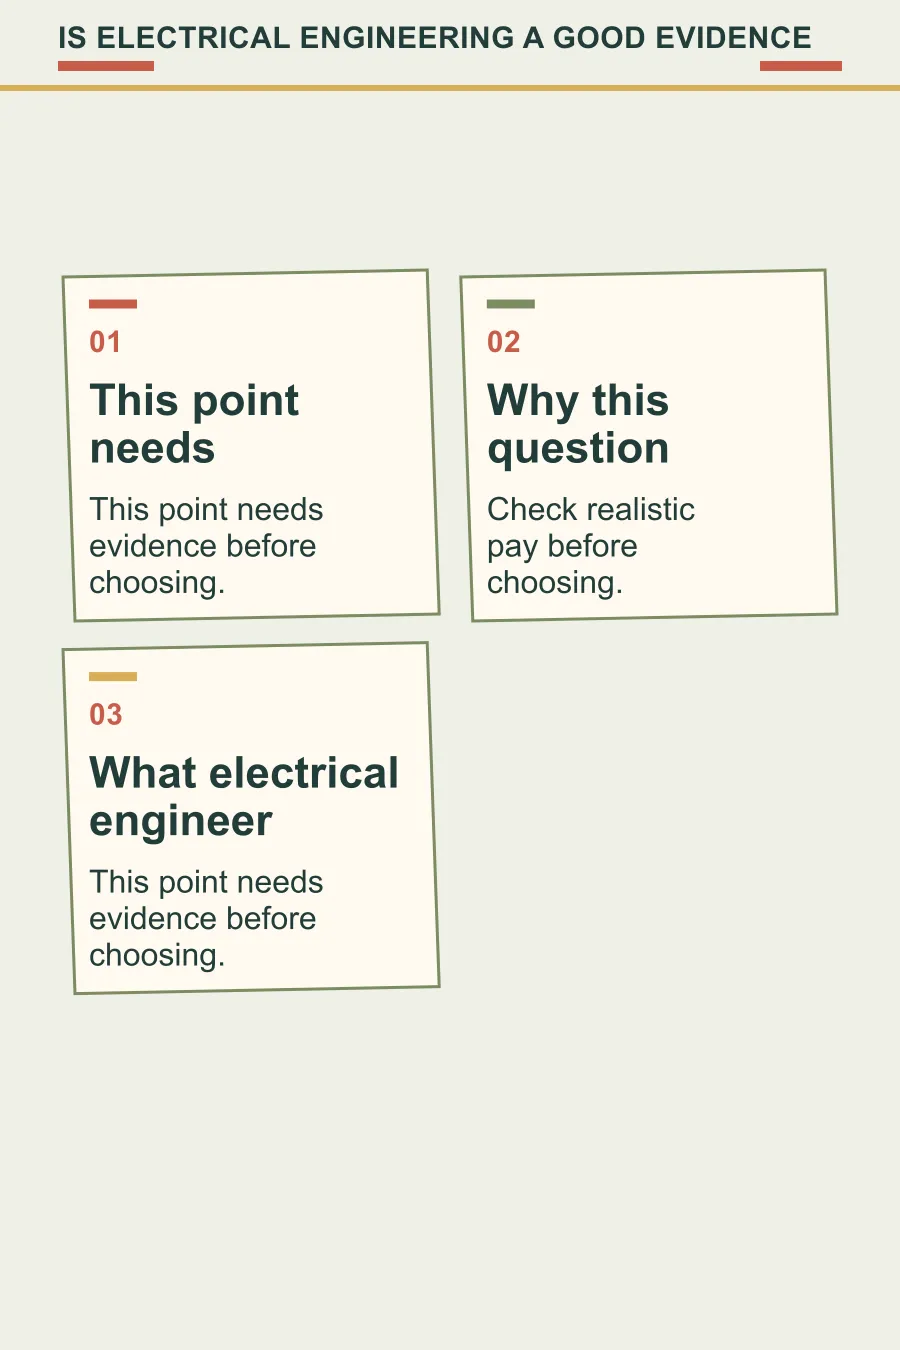 IS ELECTRICAL ENGINEERING A GOOD EVIDENCE
01
This point
needs
This point needs
evidence before
choosing.
02
Why this
question
Check realistic
pay before
choosing.
03
What electrical
engineer
This point needs
evidence before
choosing.